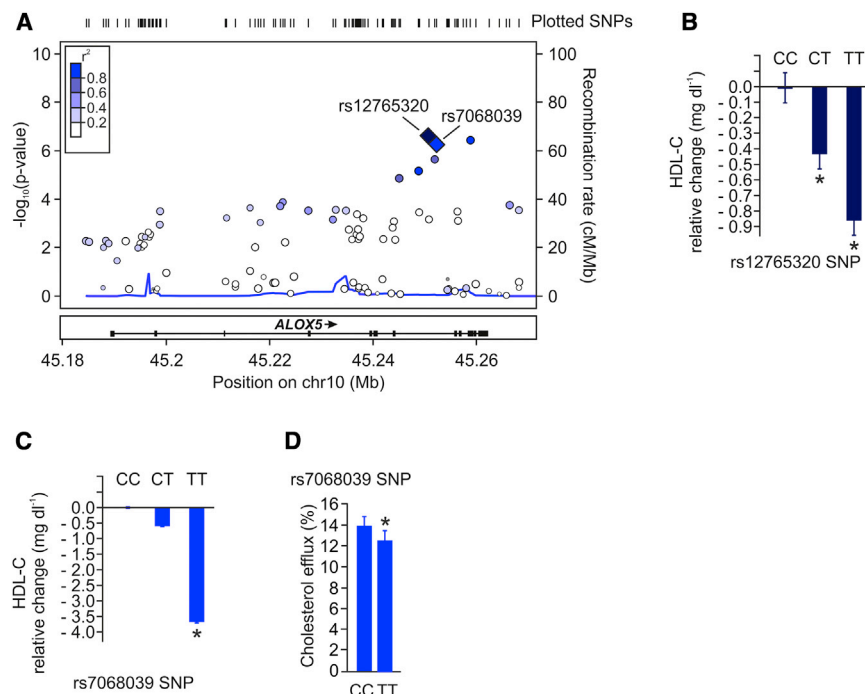 A
Plotted SNPs
r2
0.8
0.6
0.4
0.2
10
8
6
4
2
0
-log10(p-value)
rs12765320
rs7068039
100
80
60
40
20
0
Recombination rate (cM/Mb)
ALOX5
45.18
45.2
45.22
45.24
45.26
Position on chr10 (Mb)
B
CC CT TT
0.0
- 0.1
- 0.2
- 0.3
- 0.4
- 0.5
- 0.6
- 0.7
- 0.8
- 0.9
HDL-C
relative change (mg dl-1)
*
*
rs12765320 SNP
C
CC CT TT
0.0
- 0.5
- 1.0
- 1.5
- 2.0
- 2.5
- 3.0
- 3.5
- 4.0
HDL-C
relative change (mg dl-1)
*
rs7068039 SNP
D
rs7068039 SNP
16
14
12
10
8
6
4
2
0
Cholesterol efflux (%)
*
CC TT